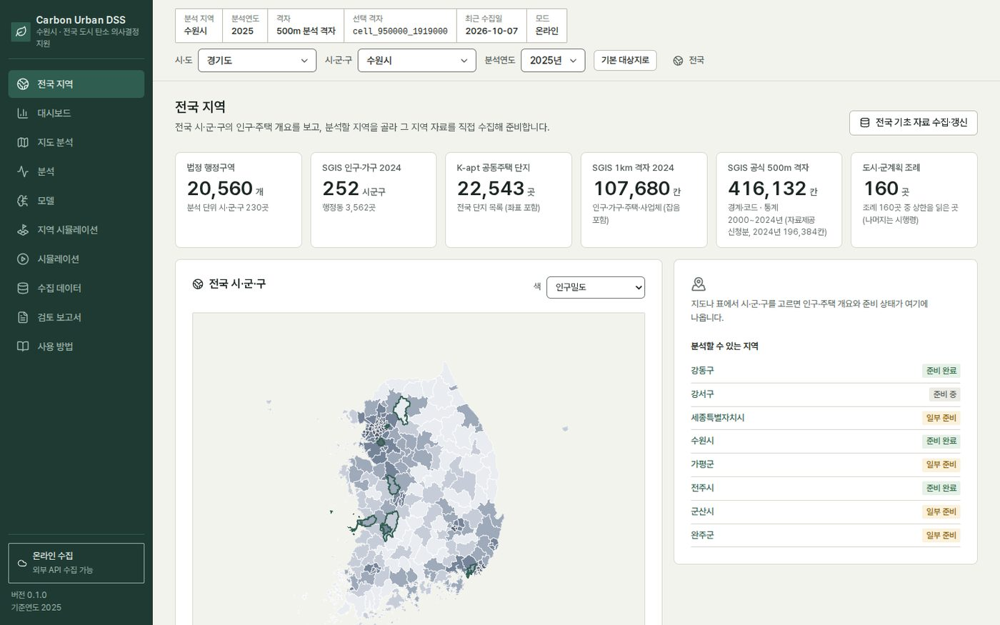 Carbon Urban DSS
수원시 · 전국 도시 탄소 의사결정
지원
전국 지역
대시보드
지도 분석
분석
모델
지역 시뮬레이션
시뮬레이션
수집 데이터
검토 보고서
사용 방법
온라인 수집
외부 API 수집 가능
버전 0.1.0
기준연도 2025
분석 지역
수원시
분석연도
2025
격자
500m 분석 격자
선택 격자
cell_950000_1919000
최근 수집일
2026-10-07
모드
온라인
시·도
경기도
시·군·구
수원시
분석연도
2025년
기본 대상지로
전국
전국 지역
전국 시·군·구의 인구·주택 개요를 보고, 분석할 지역을 골라 그 지역 자료를 직접 수집해 준비합니다.
전국 기초 자료 수집·갱신
법정 행정구역
20,560 개
분석 단위 시·군·구 230곳
SGIS 인구·가구 2024
252 시군구
행정동 3,562곳
K-apt 공동주택 단지
22,543 곳
전국 단지 목록 (좌표 포함)
SGIS 1km 격자 2024
107,680 칸
인구·가구·주택·사업체 (잡음
포함)
SGIS 공식 500m 격자
416,132 칸
경계·코드 · 통계
2000~2024년 (자료제공
신청분, 2024년 196,384칸)
도시·군계획 조례
160 곳
조례 160곳 중 상한을 읽은 곳
(나머지는 시행령)
전국 시·군·구
색
인구밀도
지도나 표에서 시·군·구를 고르면 인구·주택 개요와 준비 상태가 여기에
나옵니다.
분석할 수 있는 지역
강동구 준비 완료
강서구 준비 중
세종특별자치시 일부 준비
수원시 준비 완료
가평군 일부 준비
전주시 준비 완료
군산시 일부 준비
완주군 일부 준비